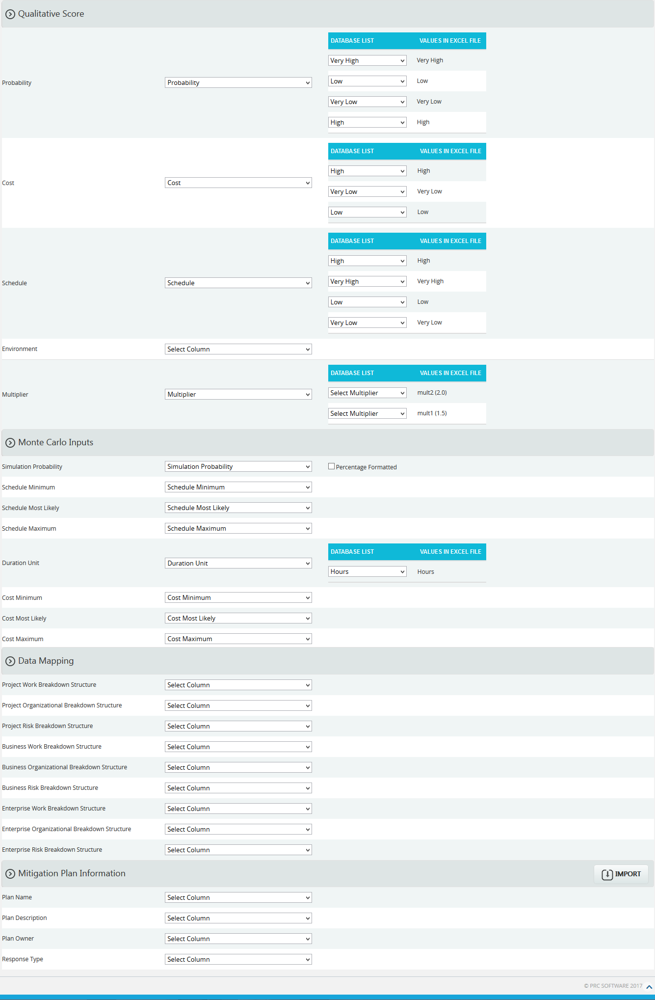 Qualitative Score
DATABASE LIST VALUES IN EXCEL FILE
Very High Very High
Probability Probability Low Low
Very Low Very Low
High High
DATABASE LIST VALUES IN EXCEL FILE
High High
Cost Cost Very Low Very Low
Low Low
DATABASE LIST VALUES IN EXCEL FILE
High High
Schedule Schedule Very High Very High
Low Low
Very Low Very Low
Environment Select Column
DATABASE LIST VALUES IN EXCEL FILE
Multiplier Multiplier Select Multiplier mult2 (2.0)
Select Multiplier mult1 (1.5)
Monte Carlo Inputs
Simulation Probability Simulation Probability Percentage Formatted
Schedule Minimum Schedule Minimum
Schedule Most Likely Schedule Most Likely
Schedule Maximum Schedule Maximum
DATABASE LIST VALUES IN EXCEL FILE
Duration Unit Duration Unit Hours Hours
Cost Minimum Cost Minimum
Cost Most Likely Cost Most Likely
Cost Maximum Cost Maximum
Data Mapping
Project Work Breakdown Structure Select Column
Project Organizational Breakdown Structure Select Column
Project Risk Breakdown Structure Select Column
Business Work Breakdown Structure Select Column
Business Organizational Breakdown Structure Select Column
Business Risk Breakdown Structure Select Column
Enterprise Work Breakdown Structure Select Column
Enterprise Organizational Breakdown Structure Select Column
Enterprise Risk Breakdown Structure Select Column
Mitigation Plan Information IMPORT
Plan Name Select Column
Plan Description Select Column
Plan Owner Select Column
Response Type Select Column
© PRC SOFTWARE 2017